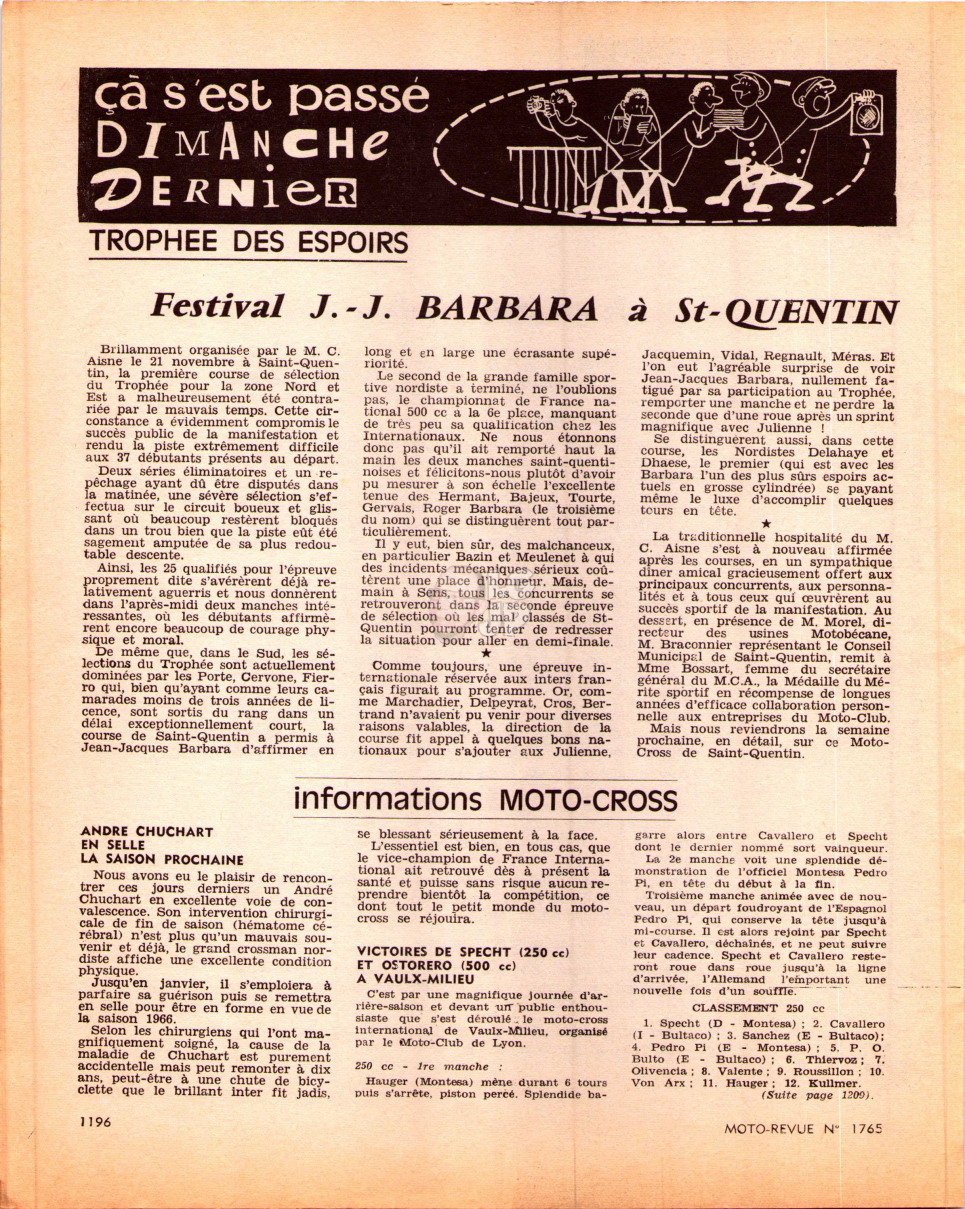 çà s'est passé
DIMANCHE
DERNIER
TROPHEE DES ESPOIRS
Festival J.-J. BARBARA à St-QUENTIN
Brillamment organisée par le M. C.
Aisne le 21 novembre à Saint-Quen-
tin, la première course de sélection
du Trophée pour la zone Nord et
Est a malheureusement été contra-
riée par le mauvais temps. Cette cir-
constance a évidemment compromis le
succès public de la manifestation et
rendu la piste extrêmement difficile
aux 37 débutants présents au départ.
Deux séries éliminatoires et un re-
pêchage ayant dû être disputés dans
la matinée, une sévère sélection s'ef-
fectua sur le circuit boueux et glis-
sant où beaucoup restèrent bloqués
dans un trou bien que la piste eût été
sagement amputée de sa plus redou-
table descente.
Ainsi, les 25 qualifiés pour l'épreuve
proprement dite s'avérèrent déjà re-
lativement aguerris et nous donnèrent
dans l'après-midi deux manches inté-
ressantes, où les débutants affirmè-
rent encore beaucoup de courage phy-
sique et moral.
De même que, dans le Sud, les sé-
lections du Trophée sont actuellement
dominées par les Porte, Cervone, Fier-
ro qui, bien qu'ayant comme leurs ca-
marades moins de trois années de li-
cence, sont sortis du rang dans un
délai exceptionnellement court, la
course de Saint-Quentin a permis à
Jean-Jacques Barbara d'affirmer en
long et en large une écrasante supé-
riorité.
Le second de la grande famille spor-
tive nordiste a terminé, ne l'oublions
pas, le championnat de France na-
tional 500 cc à la 6e place, manquant
de très peu sa qualification chez les
Internationaux. Ne nous étonnons
donc pas qu'il ait remporté haut la
main les deux manches saint-quenti-
noises et félicitons-nous plutôt d'avoir
pu mesurer à son échelle l'excellente
tenue des Hermant, Bajeux, Tourte,
Gervais, Roger Barbara (le troisième
du nom) qui se distinguèrent tout par-
ticulièrement.
Il y eut, bien sûr, des malchanceux,
en particulier Bazin et Meulenet à qui
des incidents mécaniques sérieux coû-
tèrent une place d'honneur. Mais, de-
main à Sens, tous les concurrents se
retrouveront dans la seconde épreuve
de sélection où les mal classés de St-
Quentin pourront tenter de redresser
la situation pour aller en demi-finale.
★
Comme toujours, une épreuve in-
ternationale réservée aux inters fran-
çais figurait au programme. Or, com-
me Marchadier, Delpeyrat, Cros, Ber-
trand n'avaient pu venir pour diverses
raisons valables, la direction de la
course fit appel à quelques bons na-
tionaux pour s'ajouter aux Julienne,
Jacquemin, Vidal, Regnault, Méras. Et
l'on eut l'agréable surprise de voir
Jean-Jacques Barbara, nullement fa-
tigué par sa participation au Trophée,
remporter une manche et ne perdre la
seconde que d'une roue après un sprint
magnifique avec Julienne !
Se distinguèrent aussi, dans cette
course, les Nordistes Delahaye et
Dhaese, le premier (qui est avec les
Barbara l'un des plus sûrs espoirs ac-
tuels en grosse cylindrée) se payant
même le luxe d'accomplir quelques
tours en tête.
★
La traditionnelle hospitalité du M.
C. Aisne s'est à nouveau affirmée
après les courses, en un sympathique
dîner amical gracieusement offert aux
principaux concurrents, aux personna-
lités et à tous ceux qui œuvrèrent au
succès sportif de la manifestation. Au
dessert, en présence de M. Morel, di-
recteur des usines Motobécane,
M. Braconnier représentant le Conseil
Municipal de Saint-Quentin, remit à
Mme Bossart, femme du secrétaire
général du M.C.A., la Médaille du Mé-
rite sportif en récompense de longues
années d'efficace collaboration person-
nelle aux entreprises du Moto-Club.
Mais nous reviendrons la semaine
prochaine, en détail, sur ce Moto-
Cross de Saint-Quentin.
informations MOTO-CROSS
ANDRE CHUCHART
EN SELLE
LA SAISON PROCHAINE
Nous avons eu le plaisir de rencon-
trer ces jours derniers un André
Chuchart en excellente voie de con-
valescence. Son intervention chirurgi-
cale de fin de saison (hématome cé-
rébral) n'est plus qu'un mauvais sou-
venir et déjà, le grand crossman nor-
diste affiche une excellente condition
physique.
Jusqu'en janvier, il s'emploiera à
parfaire sa guérison puis se remettra
en selle pour être en forme en vue de
la saison 1966.
Selon les chirurgiens qui l'ont ma-
gnifiquement soigné, la cause de la
maladie de Chuchart est purement
accidentelle mais peut remonter à dix
ans, peut-être à une chute de bicy-
clette que le brillant inter fit jadis,
se blessant sérieusement à la face.
L'essentiel est bien, en tous cas, que
le vice-champion de France Interna-
tional ait retrouvé dès à présent la
santé et puisse sans risque aucun re-
prendre bientôt la compétition, ce
dont tout le petit monde du moto-
cross se réjouira.
VICTOIRES DE SPECHT (250 cc)
ET OSTORERO (500 cc)
A VAULX-MILIEU
C'est par une magnifique journée d'ar-
rière-saison et devant un public enthou-
siaste que s'est déroulé le moto-cross
international de Vaulx-Milieu, organisé
par le Moto-Club de Lyon.
250 cc - 1re manche :
Hauger (Montesa) mène durant 6 tours
puis s'arrête, piston percé. Splendide ba-
garre alors entre Cavallero et Specht
dont le dernier nommé sort vainqueur.
La 2e manche voit une splendide dé-
monstration de l'officiel Montesa Pedro
Pi, en tête du début à la fin.
Troisième manche animée avec de nou-
veau, un départ foudroyant de l'Espagnol
Pedro Pi, qui conserve la tête jusqu'à
mi-course. Il est alors rejoint par Specht
et Cavallero, déchaînés, et ne peut suivre
leur cadence. Specht et Cavallero reste-
ront roue dans roue jusqu'à la ligne
d'arrivée, l'Allemand l'emportant une
nouvelle fois d'un souffle.
CLASSEMENT 250 cc
1. Specht (D - Montesa) ; 2. Cavallero
(I - Bultaco) ; 3. Sanchez (E - Bultaco);
4. Pedro Pi (E - Montesa) ; 5. P. O.
Bulto (E - Bultaco) ; 6. Thiervoz ; 7.
Olivencia ; 8. Valente ; 9. Roussillon ; 10.
Von Arx ; 11. Hauger ; 12. Kullmer.
(Suite page 1209).
1196
MOTO-REVUE N° 1765